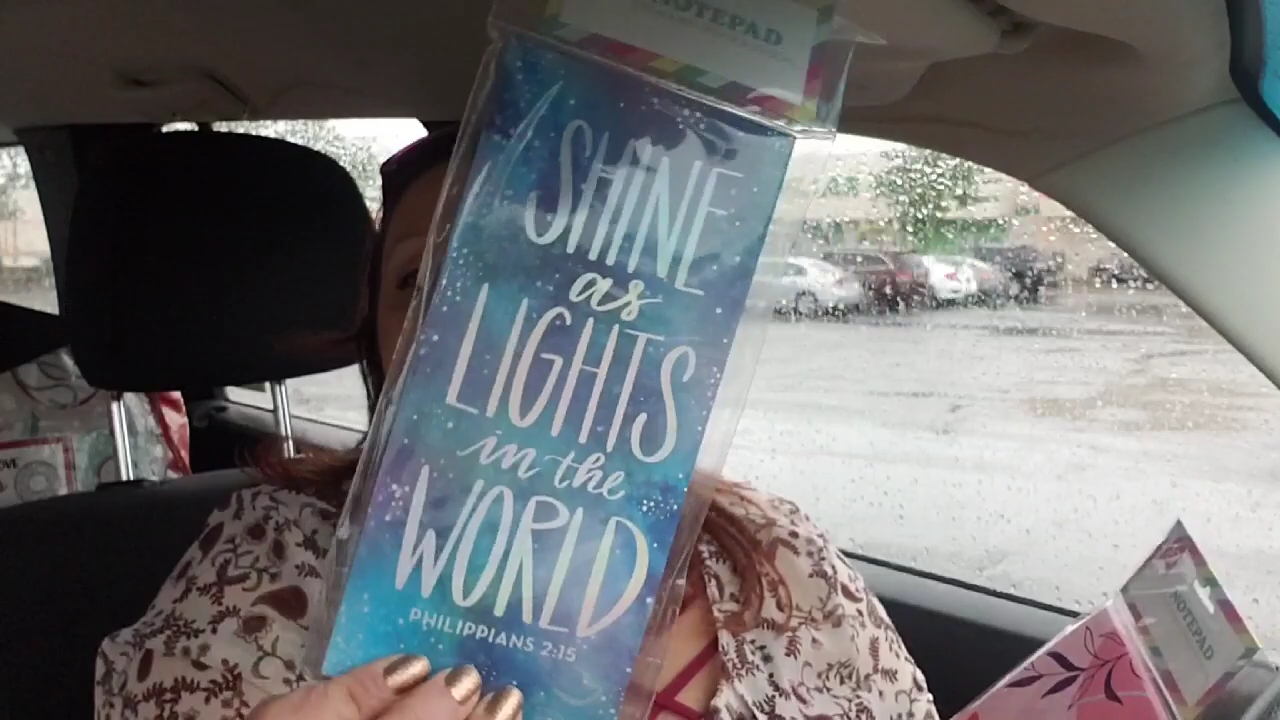 NOTEPAD
SHINE
as
LIGHTS
in the
WORLD
PHILIPPIANS 2:15
NOTEPAD